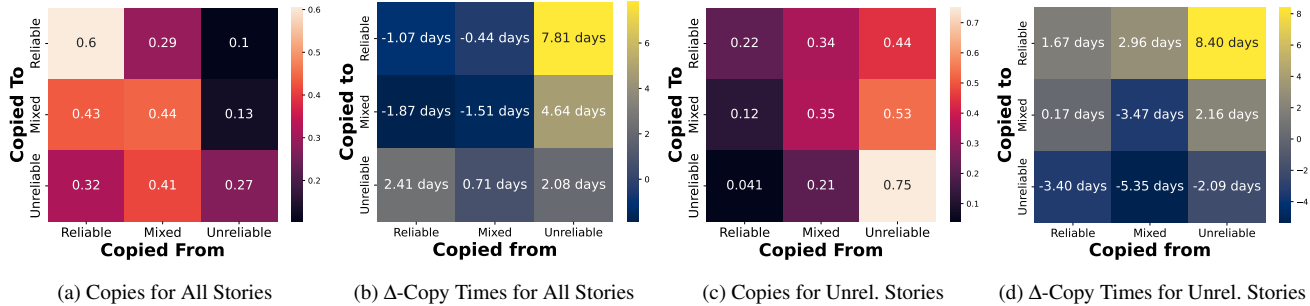 Copied To
Reliable
Mixed
Unreliable
0.6 0.29 0.1
0.43 0.44 0.13
0.32 0.41 0.27
Reliable Mixed Unreliable
Copied From
0.6
0.5
0.4
0.3
0.2
(a) Copies for All Stories
Copied to
Reliable
Mixed
Unreliable
-1.07 days -0.44 days 7.81 days
-1.87 days -1.51 days 4.64 days
2.41 days 0.71 days 2.08 days
Reliable Mixed Unreliable
Copied from
6
4
2
0
(b) Δ-Copy Times for All Stories
Copied To
Reliable
Mixed
Unreliable
0.22 0.34 0.44
0.12 0.35 0.53
0.041 0.21 0.75
Reliable Mixed Unreliable
Copied From
0.7
0.6
0.5
0.4
0.3
0.2
0.1
(c) Copies for Unrel. Stories
Copied to
Reliable
Mixed
Unreliable
1.67 days 2.96 days 8.40 days
0.17 days -3.47 days 2.16 days
-3.40 days -5.35 days -2.09 days
Reliable Mixed Unreliable
Copied from
8
6
4
2
0
−2
−4
(d) Δ-Copy Times for Unrel. Stories